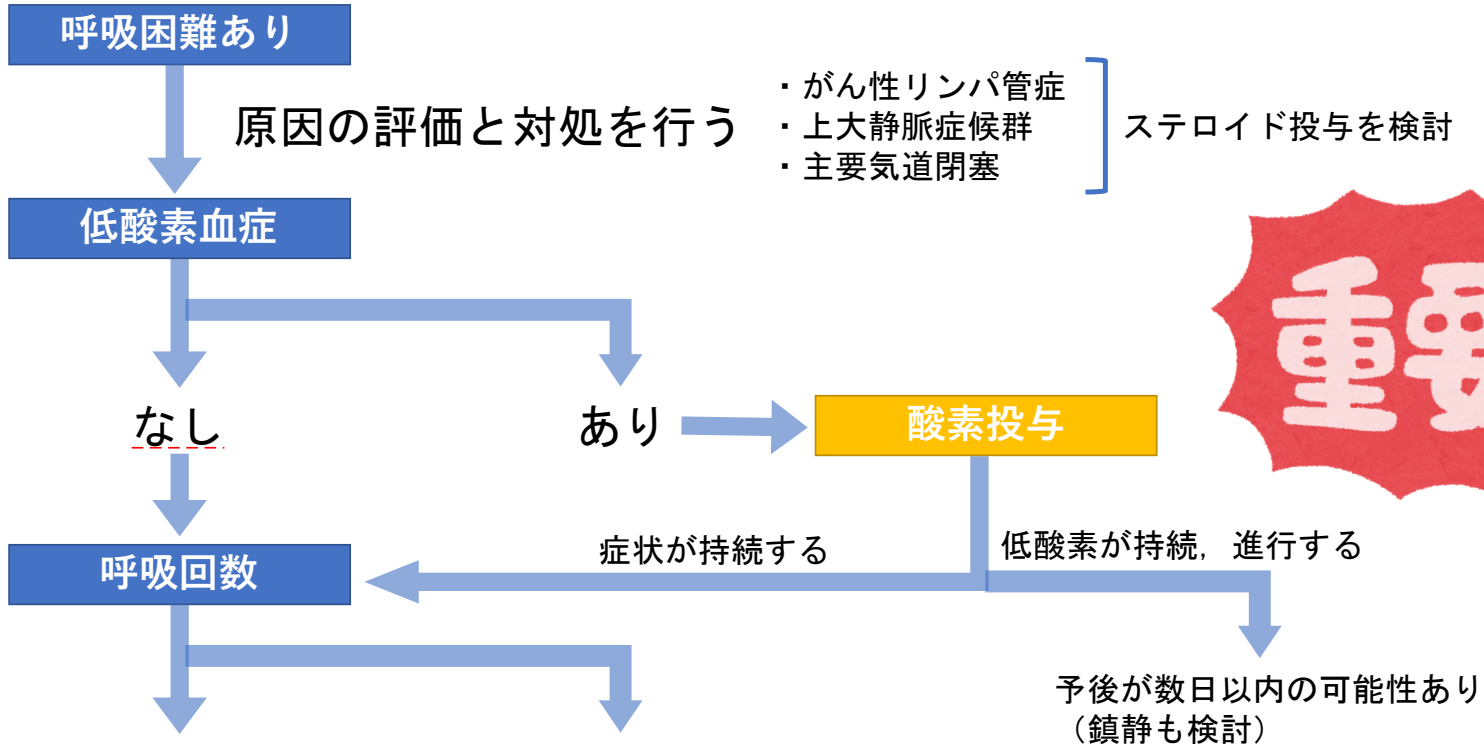 呼吸困難あり
原因の評価と対処を行う
・がん性リンパ管症
・上大静脈症候群
・主要気道閉塞
ステロイド投与を検討
低酸素血症
重要
なし
あり
酸素投与
症状が持続する
低酸素が持続，進行する
呼吸回数
予後が数日以内の可能性あり
（鎮静も検討）